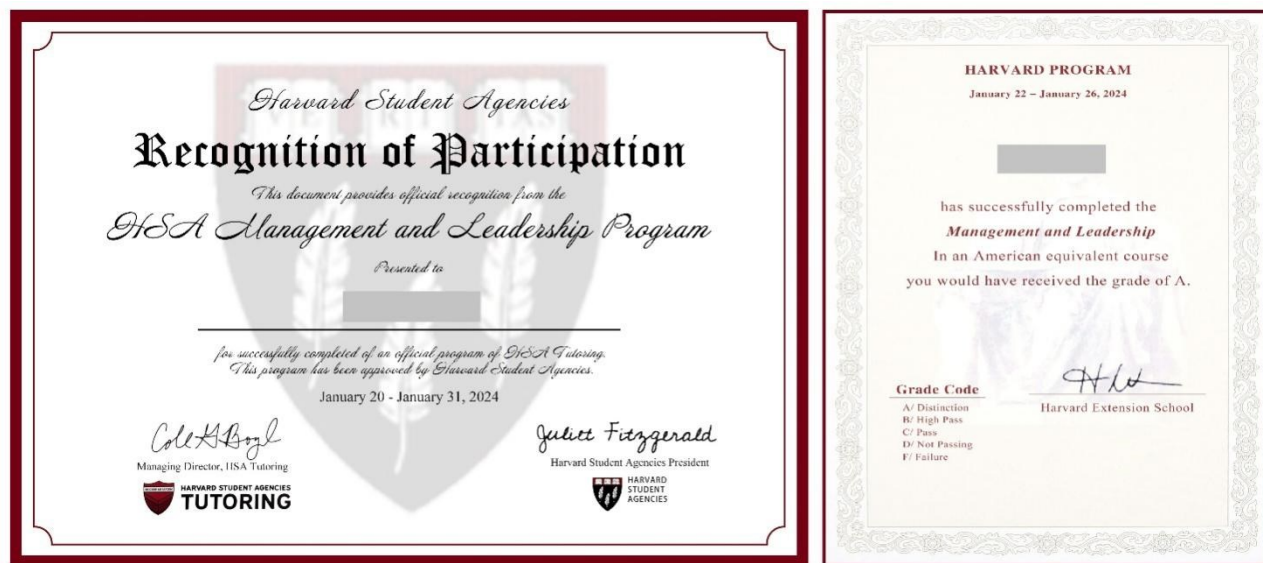 VE RI TAS
Harvard Student Agencies
Recognition of Participation
This document provides official recognition from the
HSA Management and Leadership Program
Presented to
for successfully completed of an official program of HSA Tutoring.
This program has been approved by Harvard Student Agencies.
January 20 - January 31, 2024
Managing Director, HSA Tutoring
HARVARD STUDENT AGENCIES
TUTORING
Juliet Fitzgerald
Harvard Student Agencies President
HARVARD
STUDENT
AGENCIES
HARVARD PROGRAM
January 22 – January 26, 2024
has successfully completed the
Management and Leadership
In an American equivalent course
you would have received the grade of A.
Grade Code
A/ Distinction
B/ High Pass
C/ Pass
D/ Not Passing
F/ Failure
Harvard Extension School